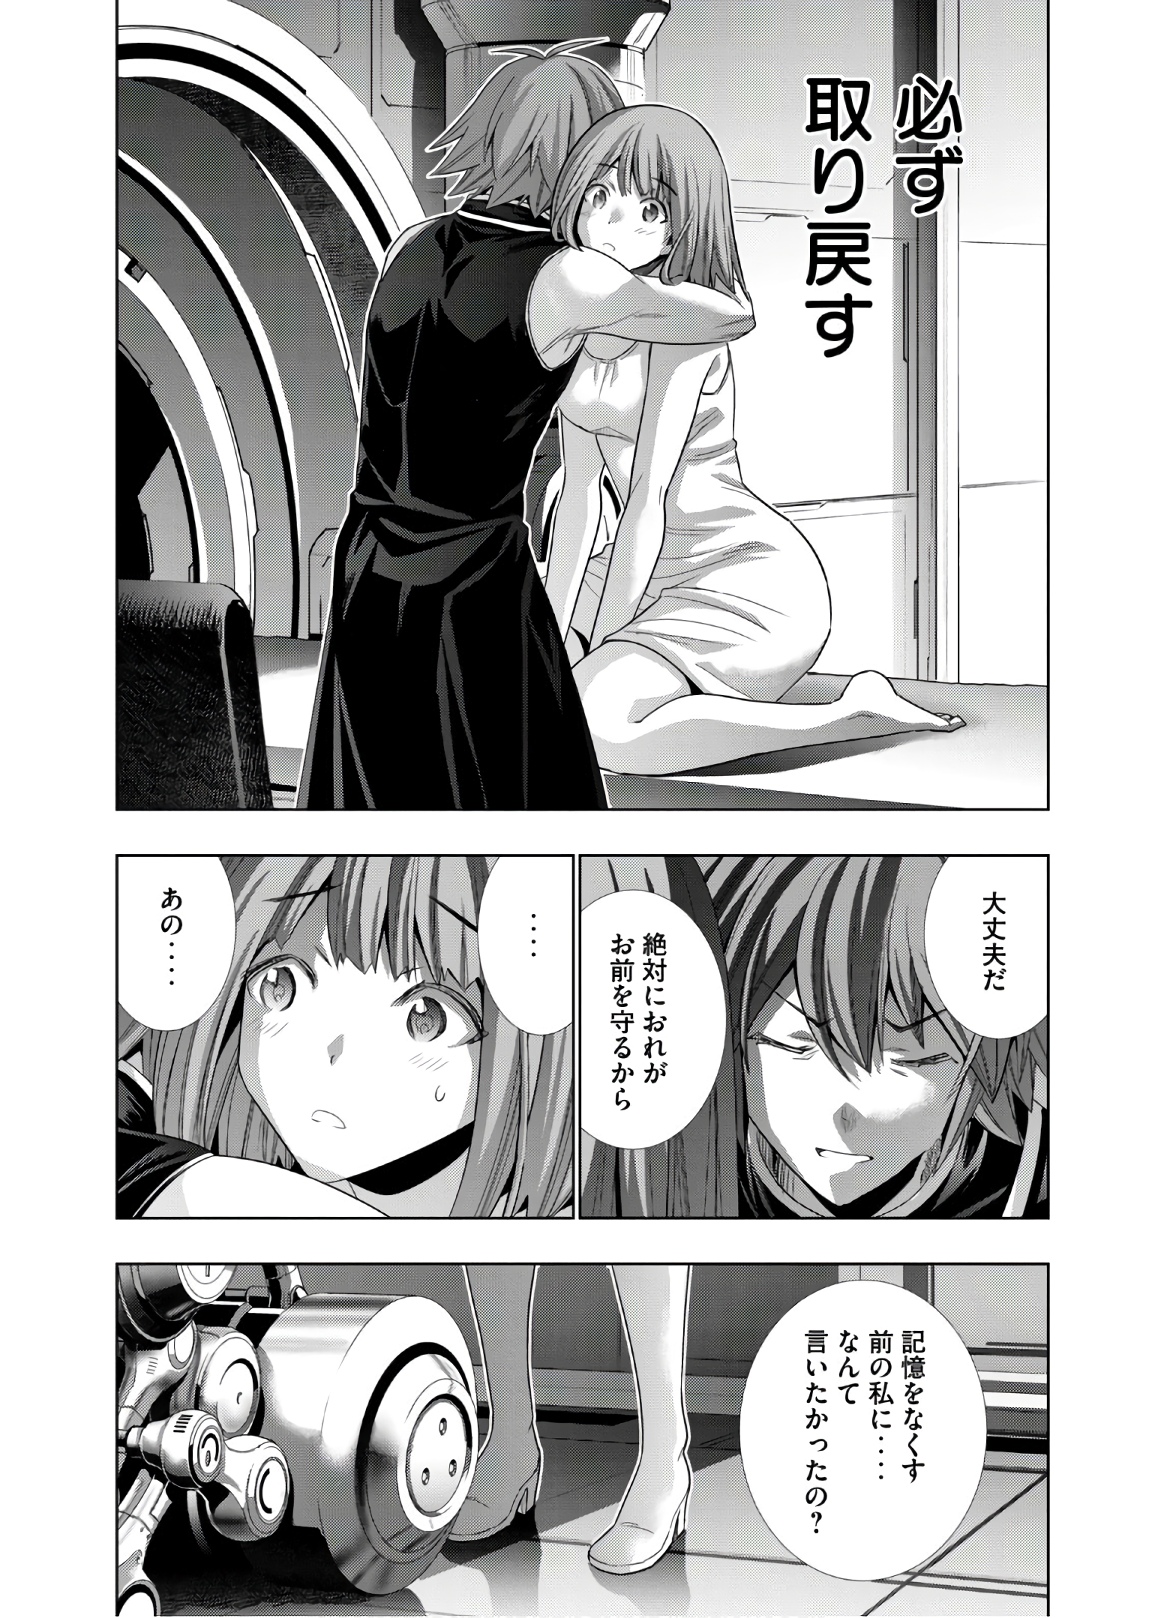 必ず
取り戻す
大丈夫だ
絶対におれが
お前を守るから
‥‥
あの‥‥
記憶をなくす
前の私に‥‥
なんて
言いたかったの？